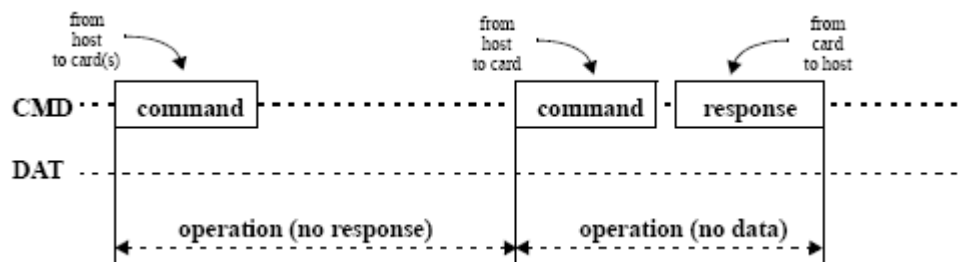 from
host
to card(s)
from
host
to card
from
card
to host
CMD
command
command
response
DAT
operation (no response)
operation (no data)